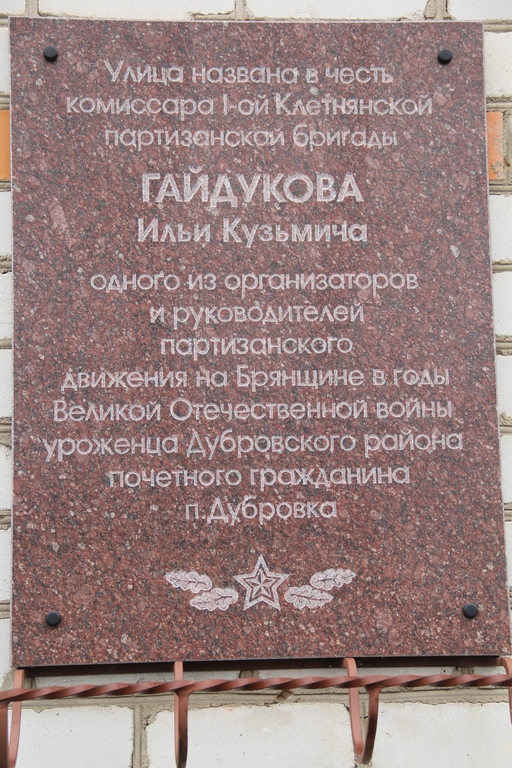 Улица названа в честь
комиссара I-ой Клетнянской
партизанской бригады
ГАЙДУКОВА
Ильи Кузьмича
одного из организаторов
и руководителей
партизанского
движения на Брянщине в годы
Великой Отечественной войны
уроженца Дубровского района
почетного гражданина
п.Дубровка